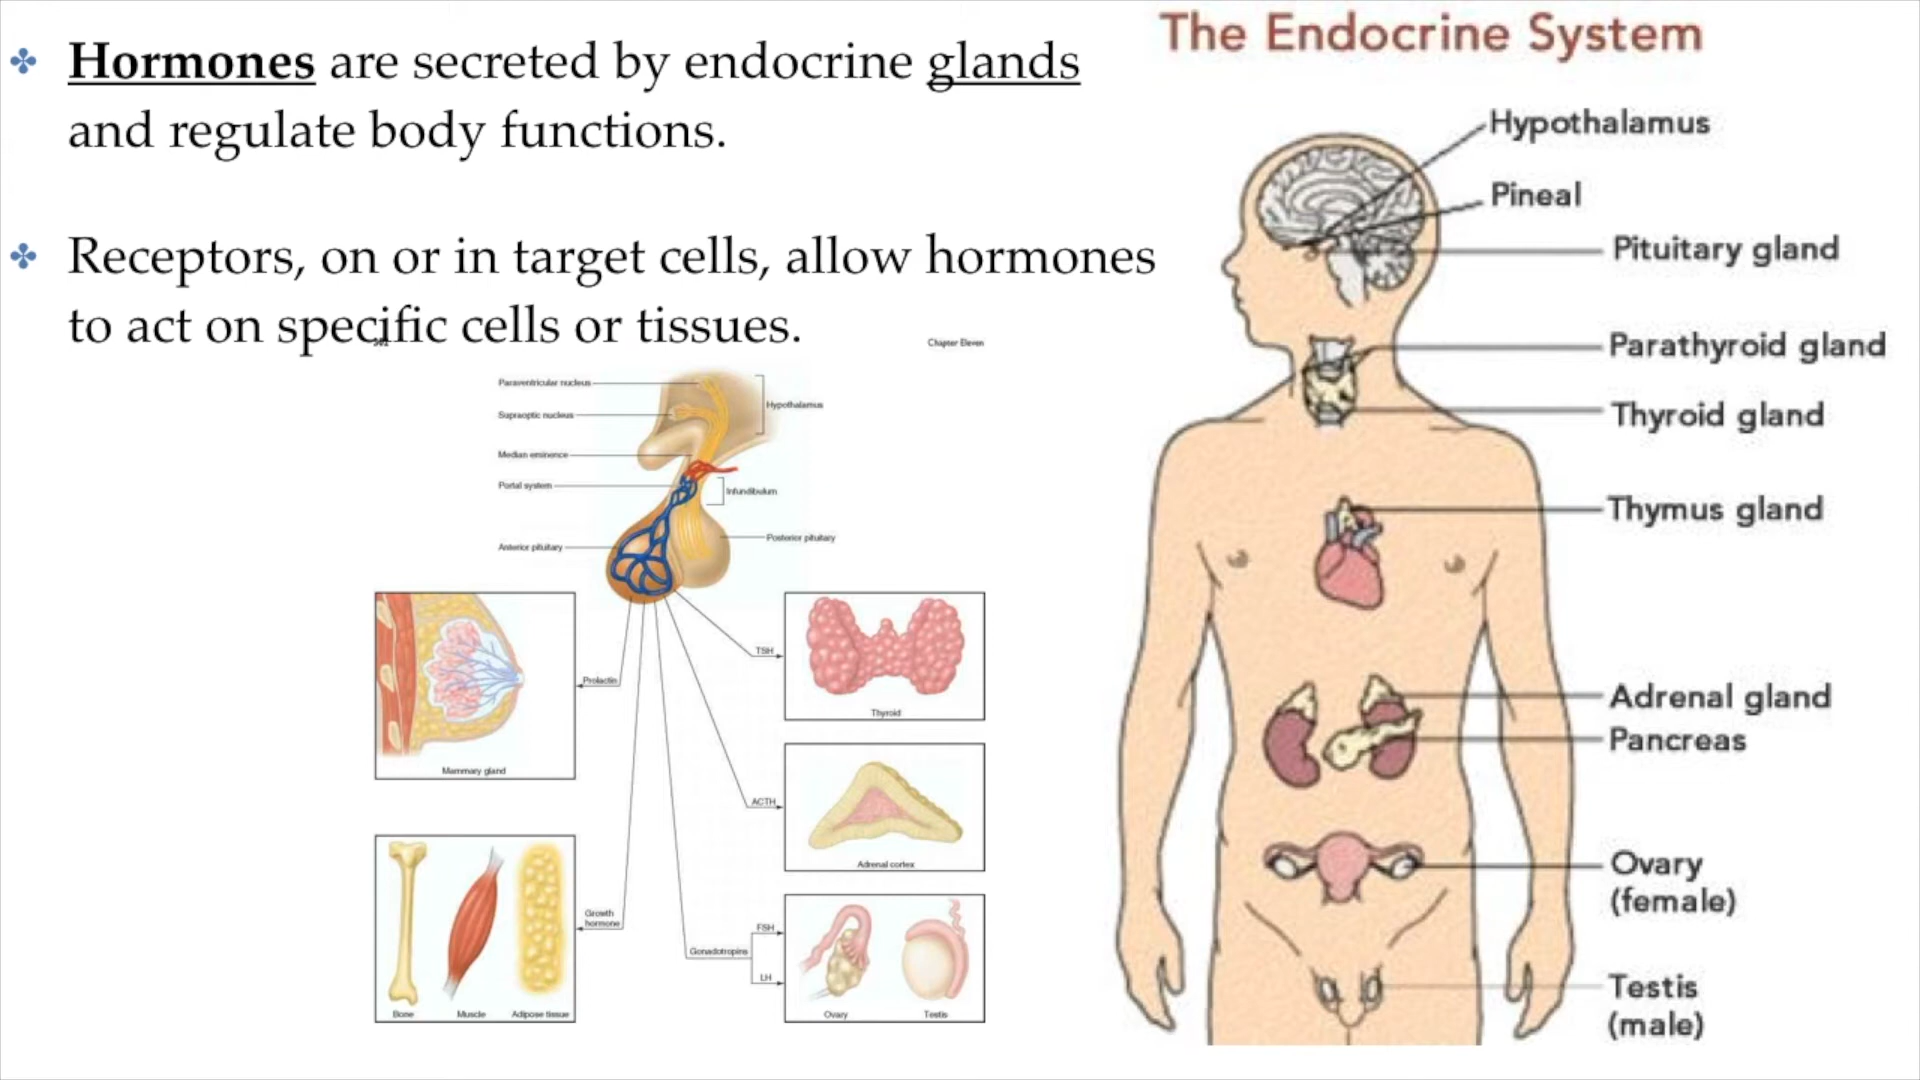 Hormones are secreted by endocrine glands
and regulate body functions.
Receptors, on or in target cells, allow hormones
to act on specific cells or tissues.
Chapter Eleven
Paraventricular nucleus
Supraoptic nucleus
Hypothalamus
Median eminence
Portal system
Infundibulum
Anterior pituitary
Posterior pituitary
Prolactin
TSH
Thyroid
Mammary gland
ACTH
Adrenal cortex
Growth
hormone
Gonadotropins
FSH
LH
Bone
Muscle
Adipose tissue
Ovary
Testis
The Endocrine System
Hypothalamus
Pineal
Pituitary gland
Parathyroid gland
Thyroid gland
Thymus gland
Adrenal gland
Pancreas
Ovary
(female)
Testis
(male)